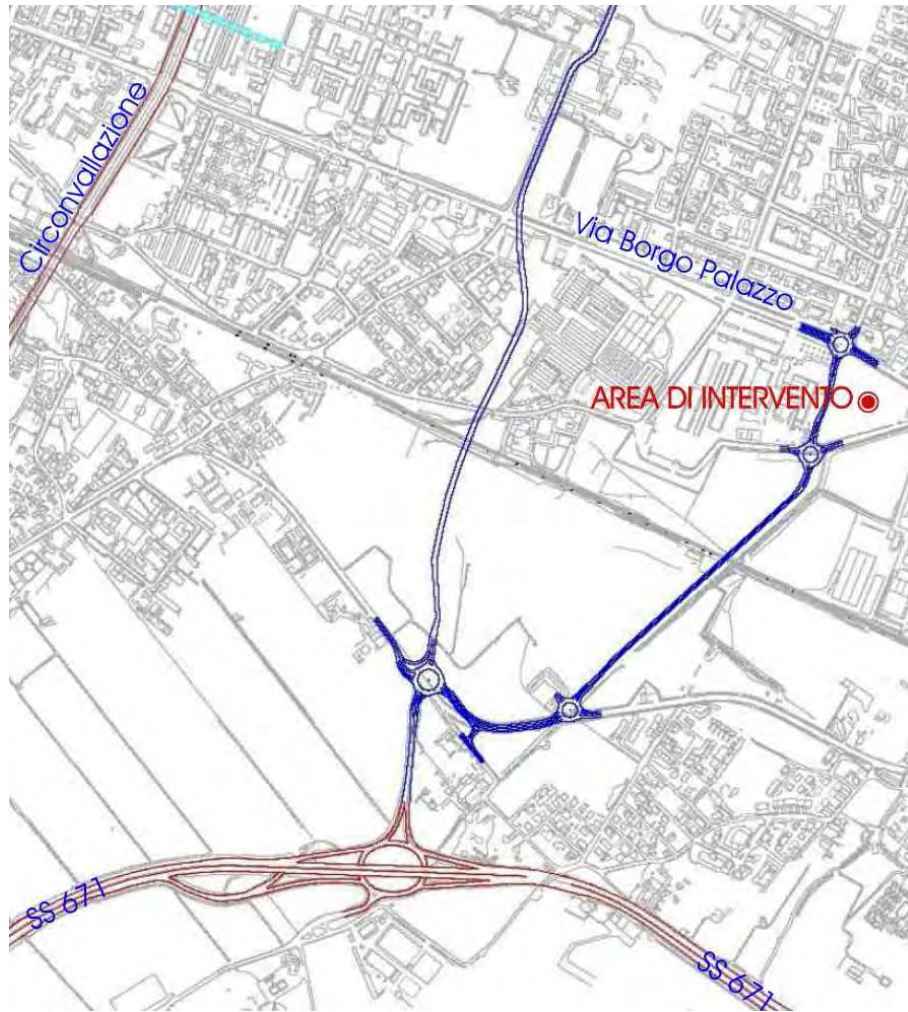 Circonvallazione
Via Borgo Palazzo
AREA DI INTERVENTO
SS 671
SS 671